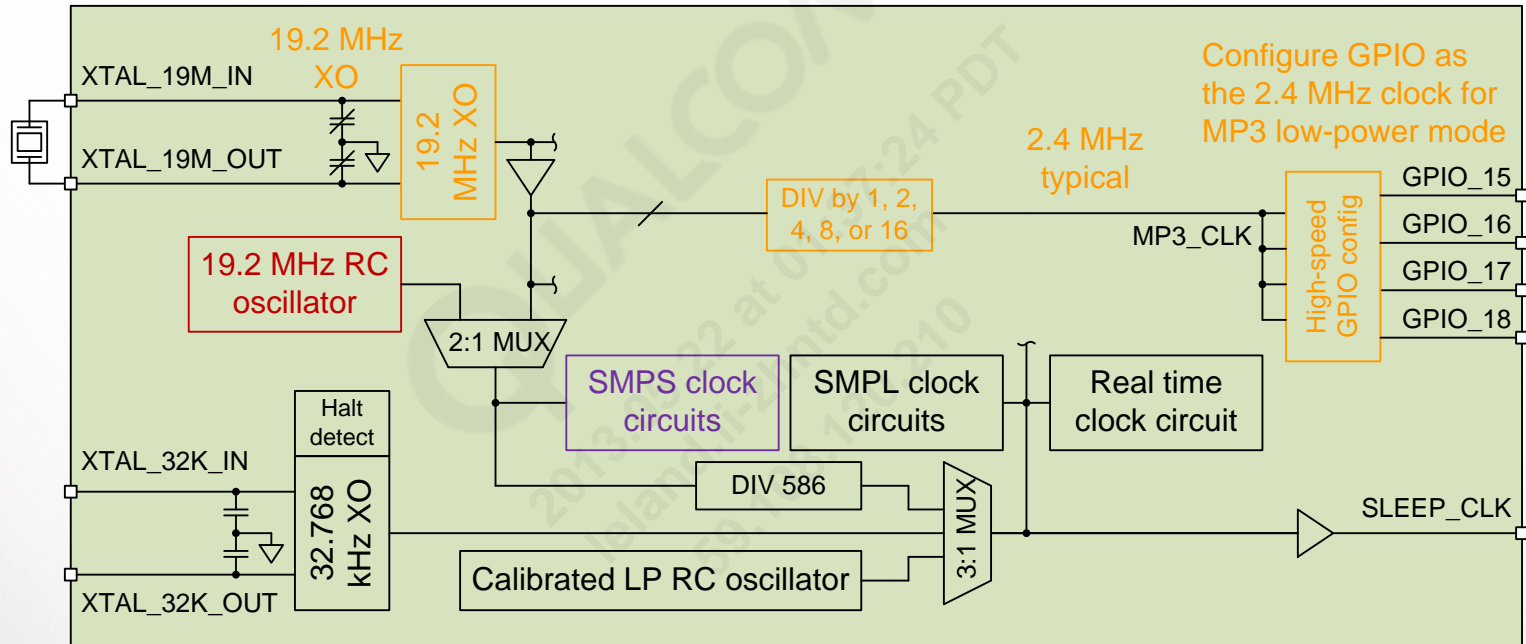 19.2 MHz
XO
XTAL_19M_IN
XTAL_19M_OUT
19.2
MHz XO
2.4 MHz
typical
Configure GPIO as
the 2.4 MHz clock for
MP3 low-power mode
DIV by 1, 2,
4, 8, or 16
MP3_CLK
High-speed
GPIO config
GPIO_15
GPIO_16
GPIO_17
GPIO_18
19.2 MHz RC
oscillator
2:1 MUX
SMPS clock
circuits
SMPL clock
circuits
Real time
clock circuit
Halt
detect
XTAL_32K_IN
XTAL_32K_OUT
32.768
kHz XO
DIV 586
Calibrated LP RC oscillator
3:1 MUX
SLEEP_CLK
QUALCOM